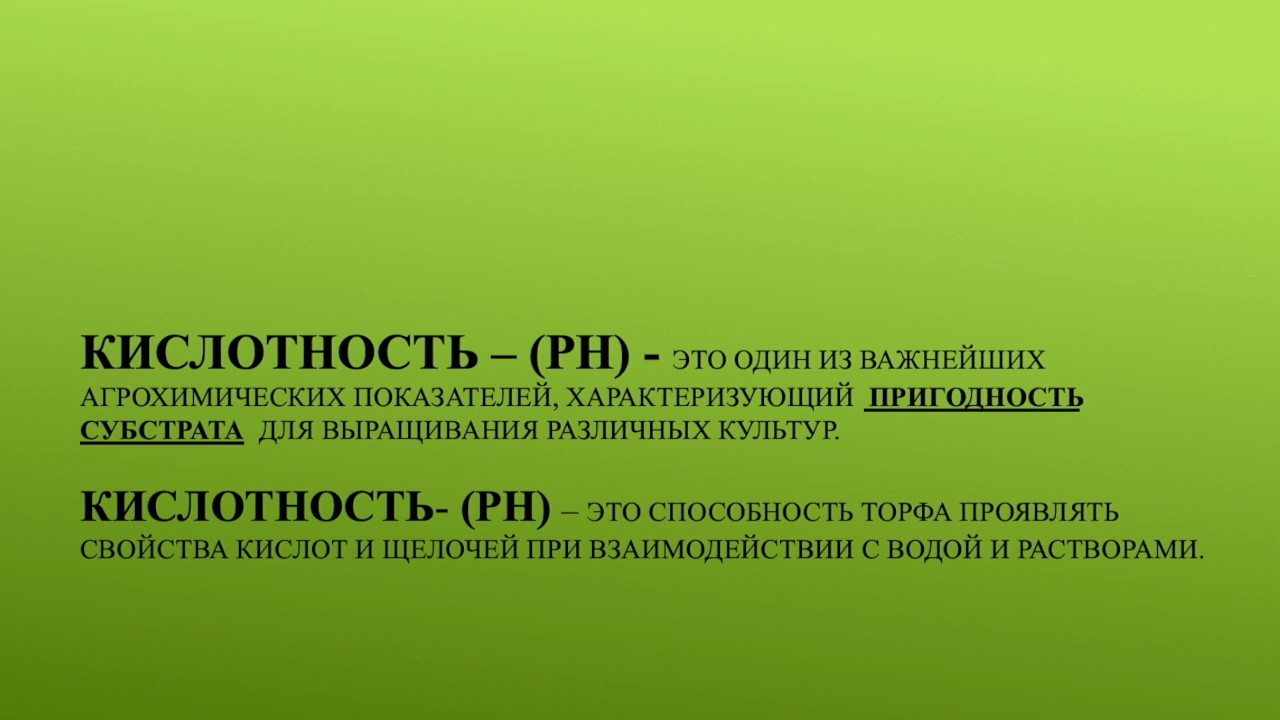 КИСЛОТНОСТЬ – (PH) - ЭТО ОДИН ИЗ ВАЖНЕЙШИХ
АГРОХИМИЧЕСКИХ ПОКАЗАТЕЛЕЙ, ХАРАКТЕРИЗУЮЩИЙ ПРИГОДНОСТЬ
СУБСТРАТА ДЛЯ ВЫРАЩИВАНИЯ РАЗЛИЧНЫХ КУЛЬТУР.
КИСЛОТНОСТЬ- (PH) – ЭТО СПОСОБНОСТЬ ТОРФА ПРОЯВЛЯТЬ
СВОЙСТВА КИСЛОТ И ЩЕЛОЧЕЙ ПРИ ВЗАИМОДЕЙСТВИИ С ВОДОЙ И РАСТВОРАМИ.